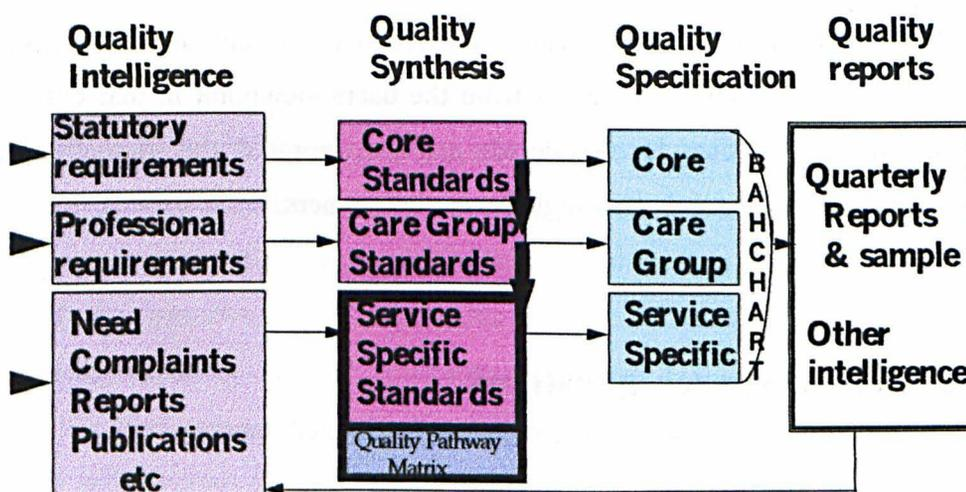 Quality
Intelligence
Quality
Synthesis
Quality
Specification
Quality
reports
Statutory
requirements
Professional
requirements
Need
Complaints
Reports
Publications
etc
Core
Standards
Care Group
Standards
Service
Specific
Standards
Quality Pathway
Matrix
Core
Care
Group
Service
Specific
BAHCHART
Quarterly
Reports
& sample
Other
intelligence